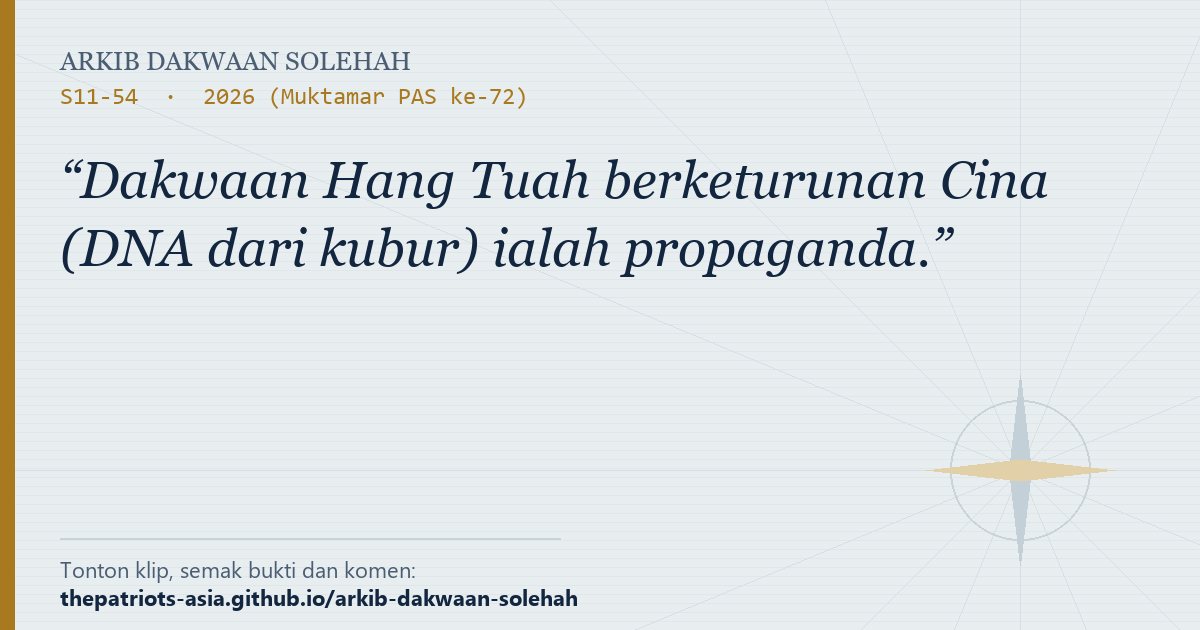 ARKIB DAKWAAN SOLEHAH
S11-54 · 2026 (Muktamar PAS ke-72)
“Dakwaan Hang Tuah berketurunan Cina
(DNA dari kubur) ialah propaganda.”
Tonton klip, semak bukti dan komen:
thepatriots-asia.github.io/arkib-dakwaan-solehah